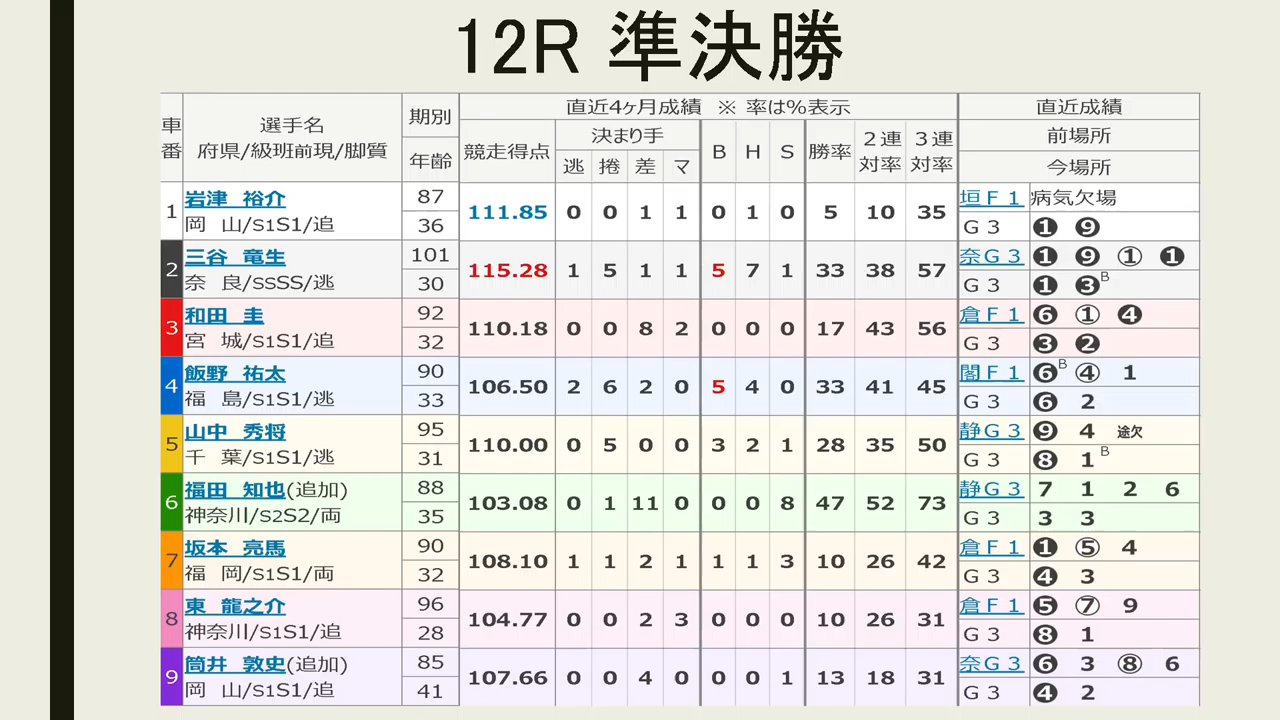 12R 準決勝
車番 選手名 府県/級班前現/脚質 期別 年齢 競走得点 直近4ヶ月成績 ※ 率は%表示 直近成績
決まり手 B H S 勝率 2連対率 3連対率 前場所
逃 捲 差 マ 今場所
1 岩津 裕介 87 111.85 0 0 1 1 0 1 0 5 10 35 垣F1 病気欠場
岡 山/S1S1/追 36 G3 ❶ ❾
2 三谷 竜生 101 115.28 1 5 1 1 5 7 1 33 38 57 奈G3 ❶ ❾ ① ❶
奈 良/SSSS/逃 30 G3 ❶ ❸B
3 和田 圭 92 110.18 0 0 8 2 0 0 0 17 43 56 倉F1 ❻ ① ❹
宮 城/S1S1/追 32 G3 ❸ ❷
4 飯野 祐太 90 106.50 2 6 2 0 5 4 0 33 41 45 閣F1 ❻B ④ 1
福 島/S1S1/逃 33 G3 ❻ 2
5 山中 秀将 95 110.00 0 5 0 0 3 2 1 28 35 50 静G3 ❾ 4 途欠
千 葉/S1S1/逃 31 G3 ❽ 1B
6 福田 知也(追加) 88 103.08 0 1 11 0 0 0 8 47 52 73 静G3 7 1 2 6
神奈川/S2S2/両 35 G3 3 3
7 坂本 亮馬 90 108.10 1 1 2 1 1 1 3 10 26 42 倉F1 ❶ ⑤ 4
福 岡/S1S1/両 32 G3 ❹ 3
8 東 龍之介 96 104.77 0 0 2 3 0 0 0 10 26 31 倉F1 ❺ ⑦ 9
神奈川/S1S1/追 28 G3 ❽ 1
9 筒井 敦史(追加) 85 107.66 0 0 4 0 0 0 1 13 18 31 奈G3 ❻ 3 ⑧ 6
岡 山/S1S1/追 41 G3 ❹ 2